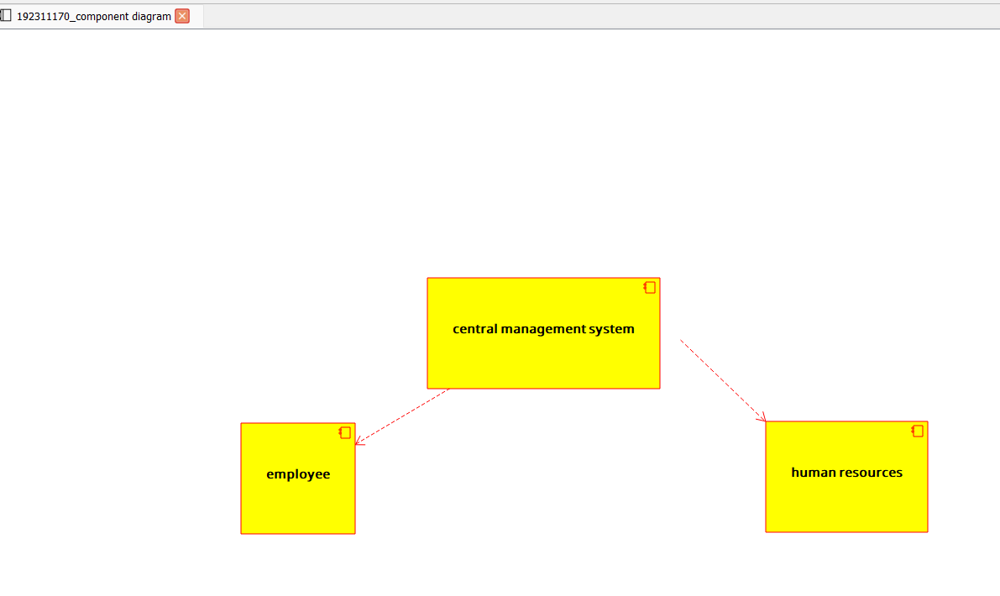 192311170_component diagram
central management system
employee
human resources